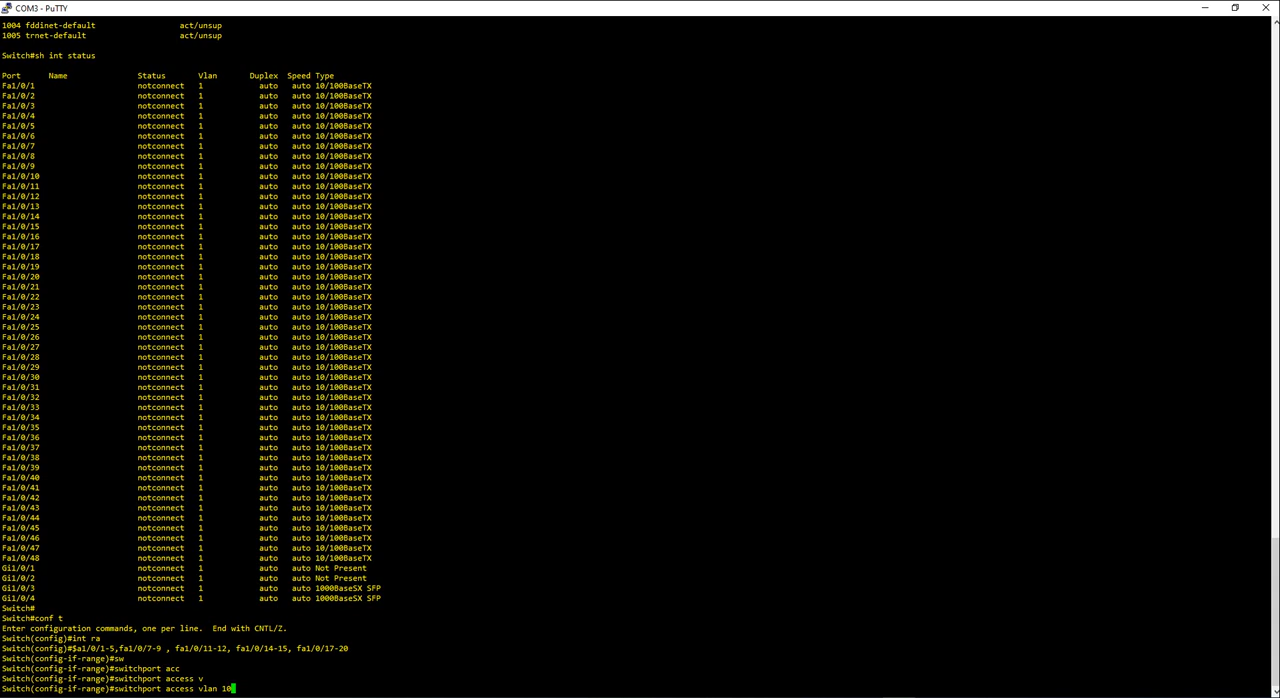 COM3 - PuTTY
1004 fddinet-default act/unsup
1005 trnet-default act/unsup
Switch#sh int status
Port Name Status Vlan Duplex Speed Type
Fa1/0/1 notconnect 1 auto auto 10/100BaseTX
Fa1/0/2 notconnect 1 auto auto 10/100BaseTX
Fa1/0/3 notconnect 1 auto auto 10/100BaseTX
Fa1/0/4 notconnect 1 auto auto 10/100BaseTX
Fa1/0/5 notconnect 1 auto auto 10/100BaseTX
Fa1/0/6 notconnect 1 auto auto 10/100BaseTX
Fa1/0/7 notconnect 1 auto auto 10/100BaseTX
Fa1/0/8 notconnect 1 auto auto 10/100BaseTX
Fa1/0/9 notconnect 1 auto auto 10/100BaseTX
Fa1/0/10 notconnect 1 auto auto 10/100BaseTX
Fa1/0/11 notconnect 1 auto auto 10/100BaseTX
Fa1/0/12 notconnect 1 auto auto 10/100BaseTX
Fa1/0/13 notconnect 1 auto auto 10/100BaseTX
Fa1/0/14 notconnect 1 auto auto 10/100BaseTX
Fa1/0/15 notconnect 1 auto auto 10/100BaseTX
Fa1/0/16 notconnect 1 auto auto 10/100BaseTX
Fa1/0/17 notconnect 1 auto auto 10/100BaseTX
Fa1/0/18 notconnect 1 auto auto 10/100BaseTX
Fa1/0/19 notconnect 1 auto auto 10/100BaseTX
Fa1/0/20 notconnect 1 auto auto 10/100BaseTX
Fa1/0/21 notconnect 1 auto auto 10/100BaseTX
Fa1/0/22 notconnect 1 auto auto 10/100BaseTX
Fa1/0/23 notconnect 1 auto auto 10/100BaseTX
Fa1/0/24 notconnect 1 auto auto 10/100BaseTX
Fa1/0/25 notconnect 1 auto auto 10/100BaseTX
Fa1/0/26 notconnect 1 auto auto 10/100BaseTX
Fa1/0/27 notconnect 1 auto auto 10/100BaseTX
Fa1/0/28 notconnect 1 auto auto 10/100BaseTX
Fa1/0/29 notconnect 1 auto auto 10/100BaseTX
Fa1/0/30 notconnect 1 auto auto 10/100BaseTX
Fa1/0/31 notconnect 1 auto auto 10/100BaseTX
Fa1/0/32 notconnect 1 auto auto 10/100BaseTX
Fa1/0/33 notconnect 1 auto auto 10/100BaseTX
Fa1/0/34 notconnect 1 auto auto 10/100BaseTX
Fa1/0/35 notconnect 1 auto auto 10/100BaseTX
Fa1/0/36 notconnect 1 auto auto 10/100BaseTX
Fa1/0/37 notconnect 1 auto auto 10/100BaseTX
Fa1/0/38 notconnect 1 auto auto 10/100BaseTX
Fa1/0/39 notconnect 1 auto auto 10/100BaseTX
Fa1/0/40 notconnect 1 auto auto 10/100BaseTX
Fa1/0/41 notconnect 1 auto auto 10/100BaseTX
Fa1/0/42 notconnect 1 auto auto 10/100BaseTX
Fa1/0/43 notconnect 1 auto auto 10/100BaseTX
Fa1/0/44 notconnect 1 auto auto 10/100BaseTX
Fa1/0/45 notconnect 1 auto auto 10/100BaseTX
Fa1/0/46 notconnect 1 auto auto 10/100BaseTX
Fa1/0/47 notconnect 1 auto auto 10/100BaseTX
Fa1/0/48 notconnect 1 auto auto 10/100BaseTX
Gi1/0/1 notconnect 1 auto auto Not Present
Gi1/0/2 notconnect 1 auto auto Not Present
Gi1/0/3 notconnect 1 auto auto 1000BaseSX SFP
Gi1/0/4 notconnect 1 auto auto 1000BaseSX SFP
Switch#
Switch#conf t
Enter configuration commands, one per line. End with CNTL/Z.
Switch(config)#int ra
Switch(config)#$a1/0/1-5,fa1/0/7-9 , fa1/0/11-12, fa1/0/14-15, fa1/0/17-20
Switch(config-if-range)#sw
Switch(config-if-range)#switchport acc
Switch(config-if-range)#switchport access v
Switch(config-if-range)#switchport access vlan 10